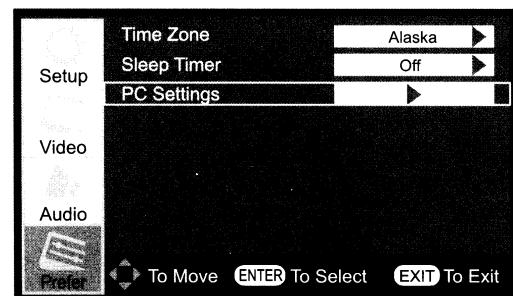 Time Zone Alaska
Sleep Timer Off
PC Settings
Setup
Video
Audio
Prefer
To Move ENTER To Select EXIT To Exit